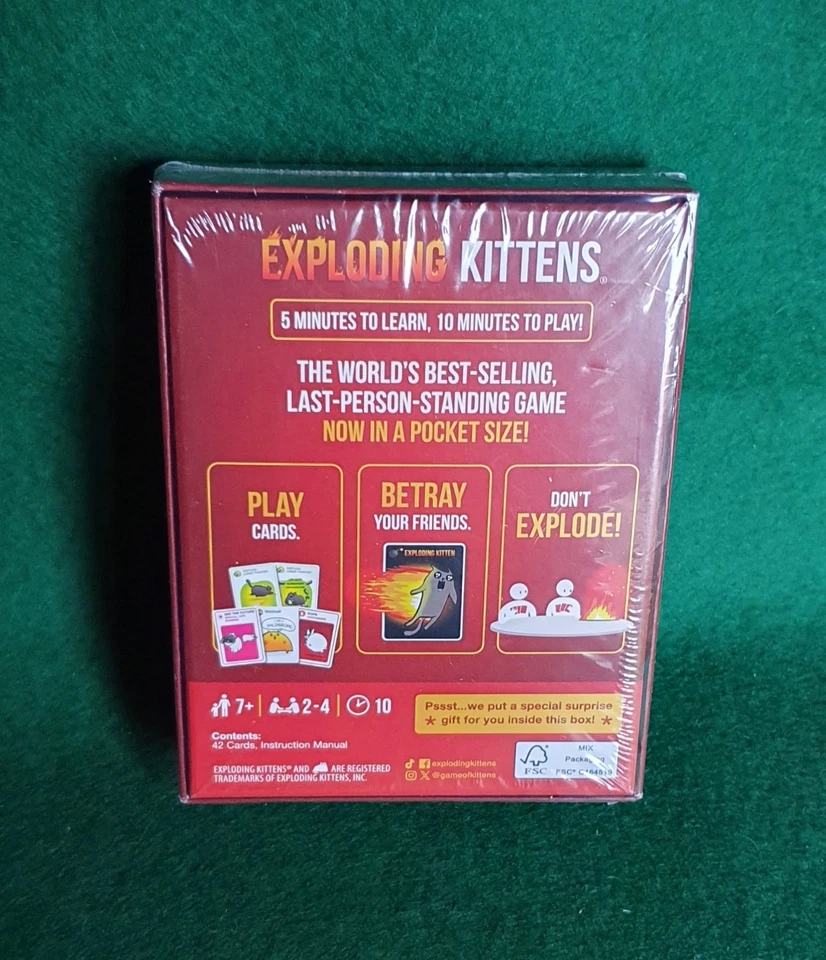 EXPLODING KITTENS®
5 MINUTES TO LEARN, 10 MINUTES TO PLAY!
THE WORLD'S BEST-SELLING,
LAST-PERSON-STANDING GAME
NOW IN A POCKET SIZE!
PLAY
CARDS.
BETRAY
YOUR FRIENDS.
EXPLODING KITTEN
DON'T
EXPLODE!
7+ 2-4 10
Pssst...we put a special surprise
* gift for you inside this box! *
Contents:
42 Cards, Instruction Manual
EXPLODING KITTENS® AND ARE REGISTERED
TRADEMARKS OF EXPLODING KITTENS, INC.
explodingkittens
@gameofkittens
FSC
MIX
Packaging